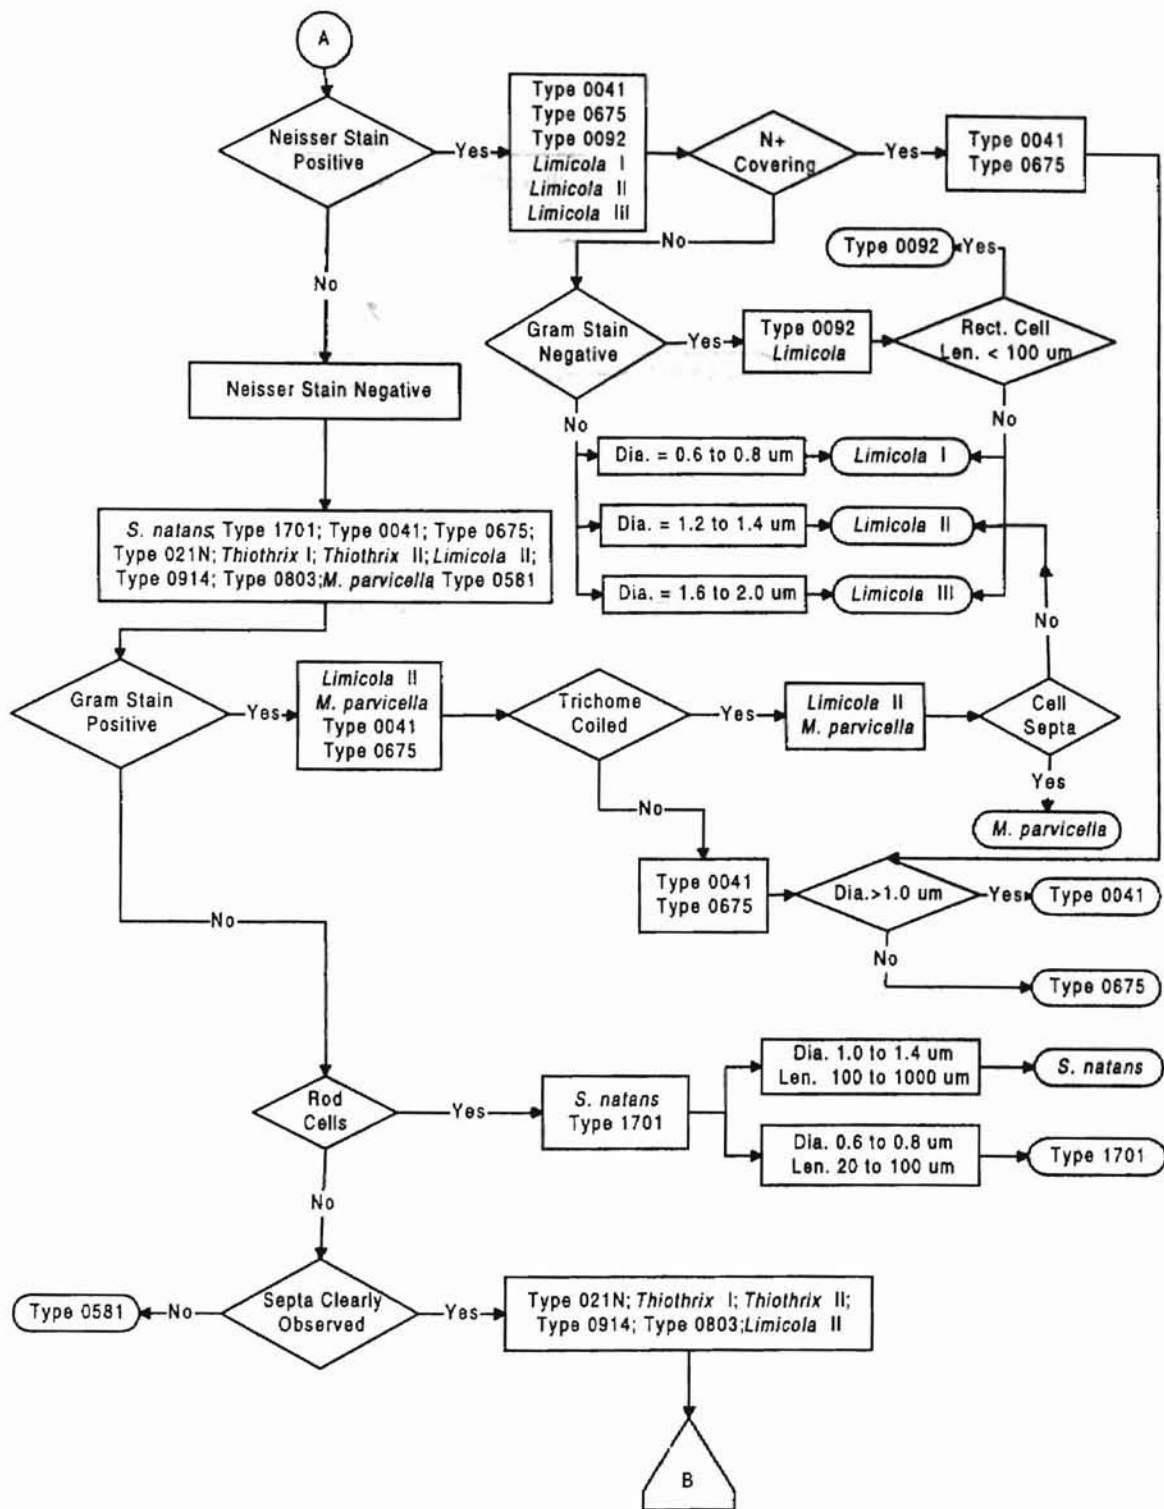 A
Neisser Stain
Positive
Yes
Type 0041
Type 0675
Type 0092
Limicola I
Limicola II
Limicola III
N+
Covering
Yes
Type 0041
Type 0675
No
No
Type 0092
Yes
Gram Stain
Negative
Yes
Type 0092
Limicola
Rect. Cell
Len. < 100 um
Neisser Stain Negative
No
No
Dia. = 0.6 to 0.8 um
Limicola I
Dia. = 1.2 to 1.4 um
Limicola II
Dia. = 1.6 to 2.0 um
Limicola III
S. natans; Type 1701; Type 0041; Type 0675;
Type 021N; Thiothrix I; Thiothrix II; Limicola II;
Type 0914; Type 0803; M. parvicella Type 0581
No
Gram Stain
Positive
Yes
Limicola II
M. parvicella
Type 0041
Type 0675
Trichome
Coiled
Yes
Limicola II
M. parvicella
Cell
Septa
Yes
M. parvicella
No
Type 0041
Type 0675
Dia.>1.0 um
Yes
Type 0041
No
Type 0675
No
Rod
Cells
Yes
S. natans
Type 1701
Dia. 1.0 to 1.4 um
Len. 100 to 1000 um
S. natans
Dia. 0.6 to 0.8 um
Len. 20 to 100 um
Type 1701
No
Type 0581
No
Septa Clearly
Observed
Yes
Type 021N; Thiothrix I; Thiothrix II;
Type 0914; Type 0803;Limicola II
B